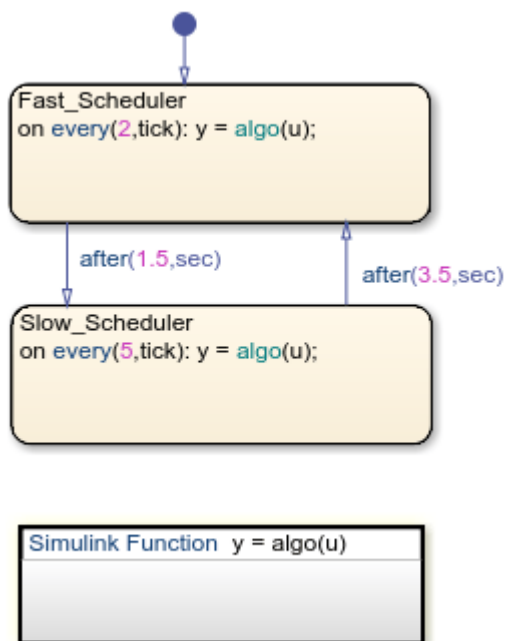 Fast_Scheduler
on every(2,tick): y = algo(u);
after(1.5,sec)
after(3.5,sec)
Slow_Scheduler
on every(5,tick): y = algo(u);
Simulink Function y = algo(u)